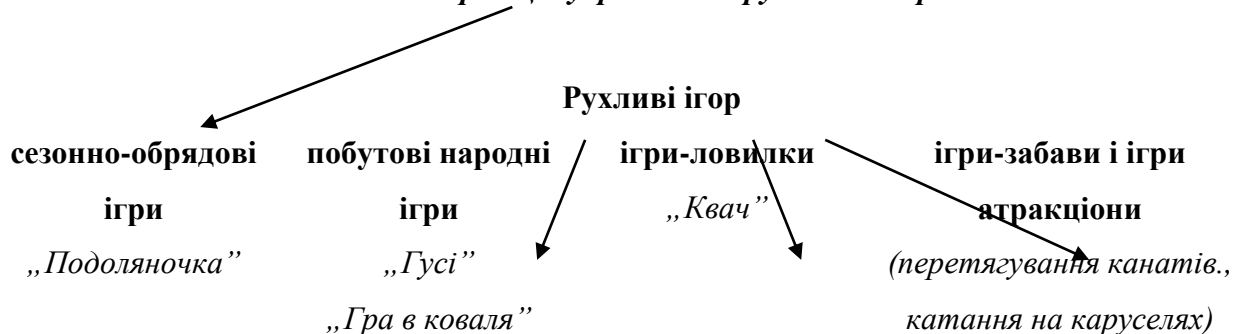 Рухливі ігор
сезонно-обрядові побутові народні ігри-ловилки ігри-забави і ігри
ігри ігри „Квач” атракціони
„Подоляночка” „Гусі” (перетягування канатів.,
„Гра в коваля” катання на каруселях)